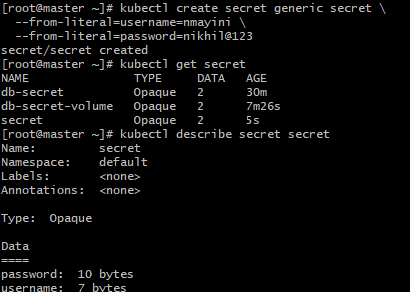 [root@master ~]# kubectl create secret generic secret \
  --from-literal=username=nmayini \
  --from-literal=password=nikhil@123
secret/secret created
[root@master ~]# kubectl get secret
NAME               TYPE     DATA   AGE
db-secret          Opaque   2      30m
db-secret-volume   Opaque   2      7m26s
secret             Opaque   2      5s
[root@master ~]# kubectl describe secret secret
Name:         secret
Namespace:    default
Labels:       <none>
Annotations:  <none>

Type:  Opaque

Data
====
password:  10 bytes
username:  7 bytes